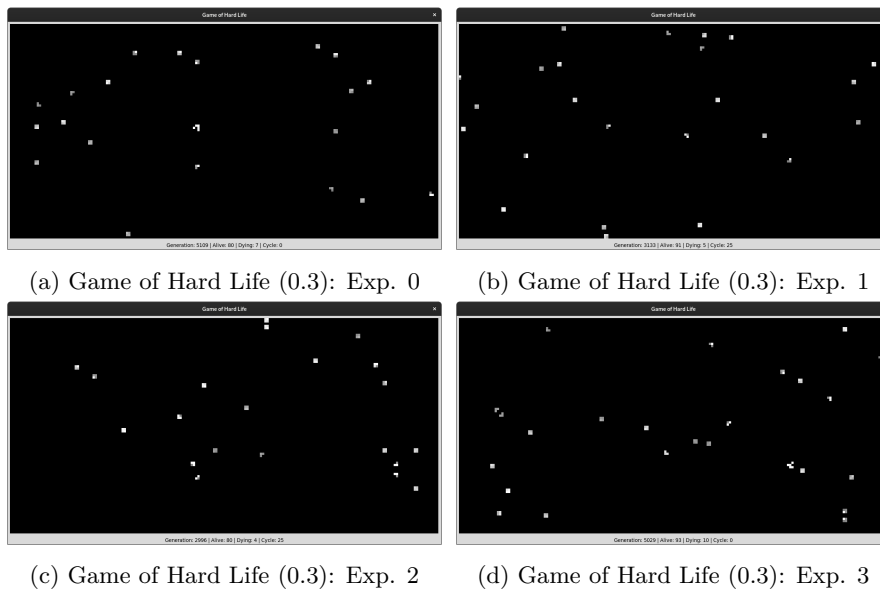 Game of Hard Life
×
Game of Hard Life
Generation: 5109 | Alive: 80 | Dying: 7 | Cycle: 0
Generation: 3133 | Alive: 91 | Dying: 5 | Cycle: 25
(a) Game of Hard Life (0.3): Exp. 0
(b) Game of Hard Life (0.3): Exp. 1
Game of Hard Life
×
Game of Hard Life
Generation: 2996 | Alive: 80 | Dying: 4 | Cycle: 25
Generation: 5029 | Alive: 93 | Dying: 10 | Cycle: 0
(c) Game of Hard Life (0.3): Exp. 2
(d) Game of Hard Life (0.3): Exp. 3